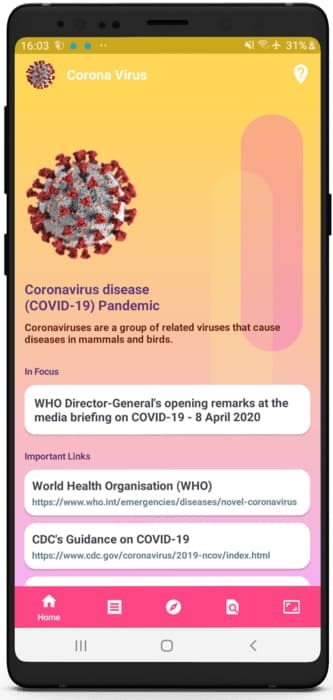 16:03
31%
Corona Virus
Coronavirus disease
(COVID-19) Pandemic
Coronaviruses are a group of related viruses that cause
diseases in mammals and birds.
In Focus
WHO Director-General's opening remarks at the
media briefing on COVID-19 - 8 April 2020
Important Links
World Health Organisation (WHO)
https://www.who.int/emergencies/diseases/novel-coronavirus
CDC's Guidance on COVID-19
https://www.cdc.gov/coronavirus/2019-ncov/index.html
Home